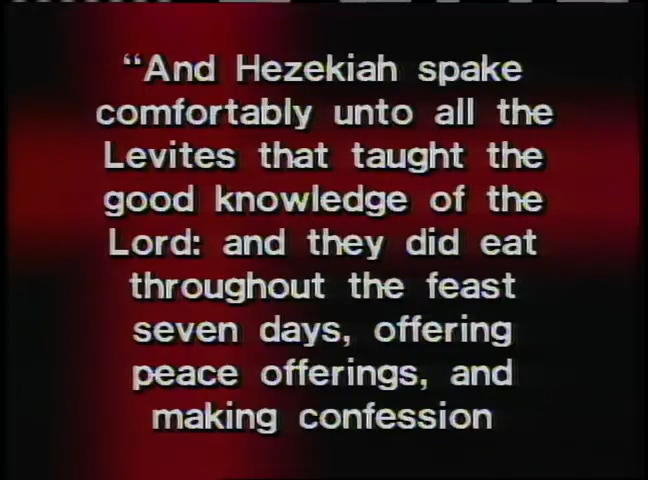 “And Hezekiah spake
comfortably unto all the
Levites that taught the
good knowledge of the
Lord: and they did eat
throughout the feast
seven days, offering
peace offerings, and
making confession